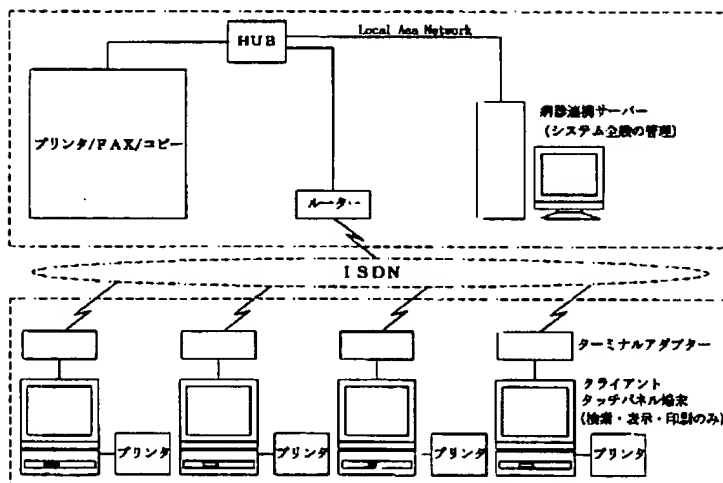 HUB
Local Aea Network
プリンタ/FAX/コピー
病診連携サーバー
(システム全般の管理)
ルーター
ISDN
ターミナルアダプター
クライアント
タッチパネル端末
(検索・表示・印刷のみ)
プリンタ
プリンタ
プリンタ
プリンタ